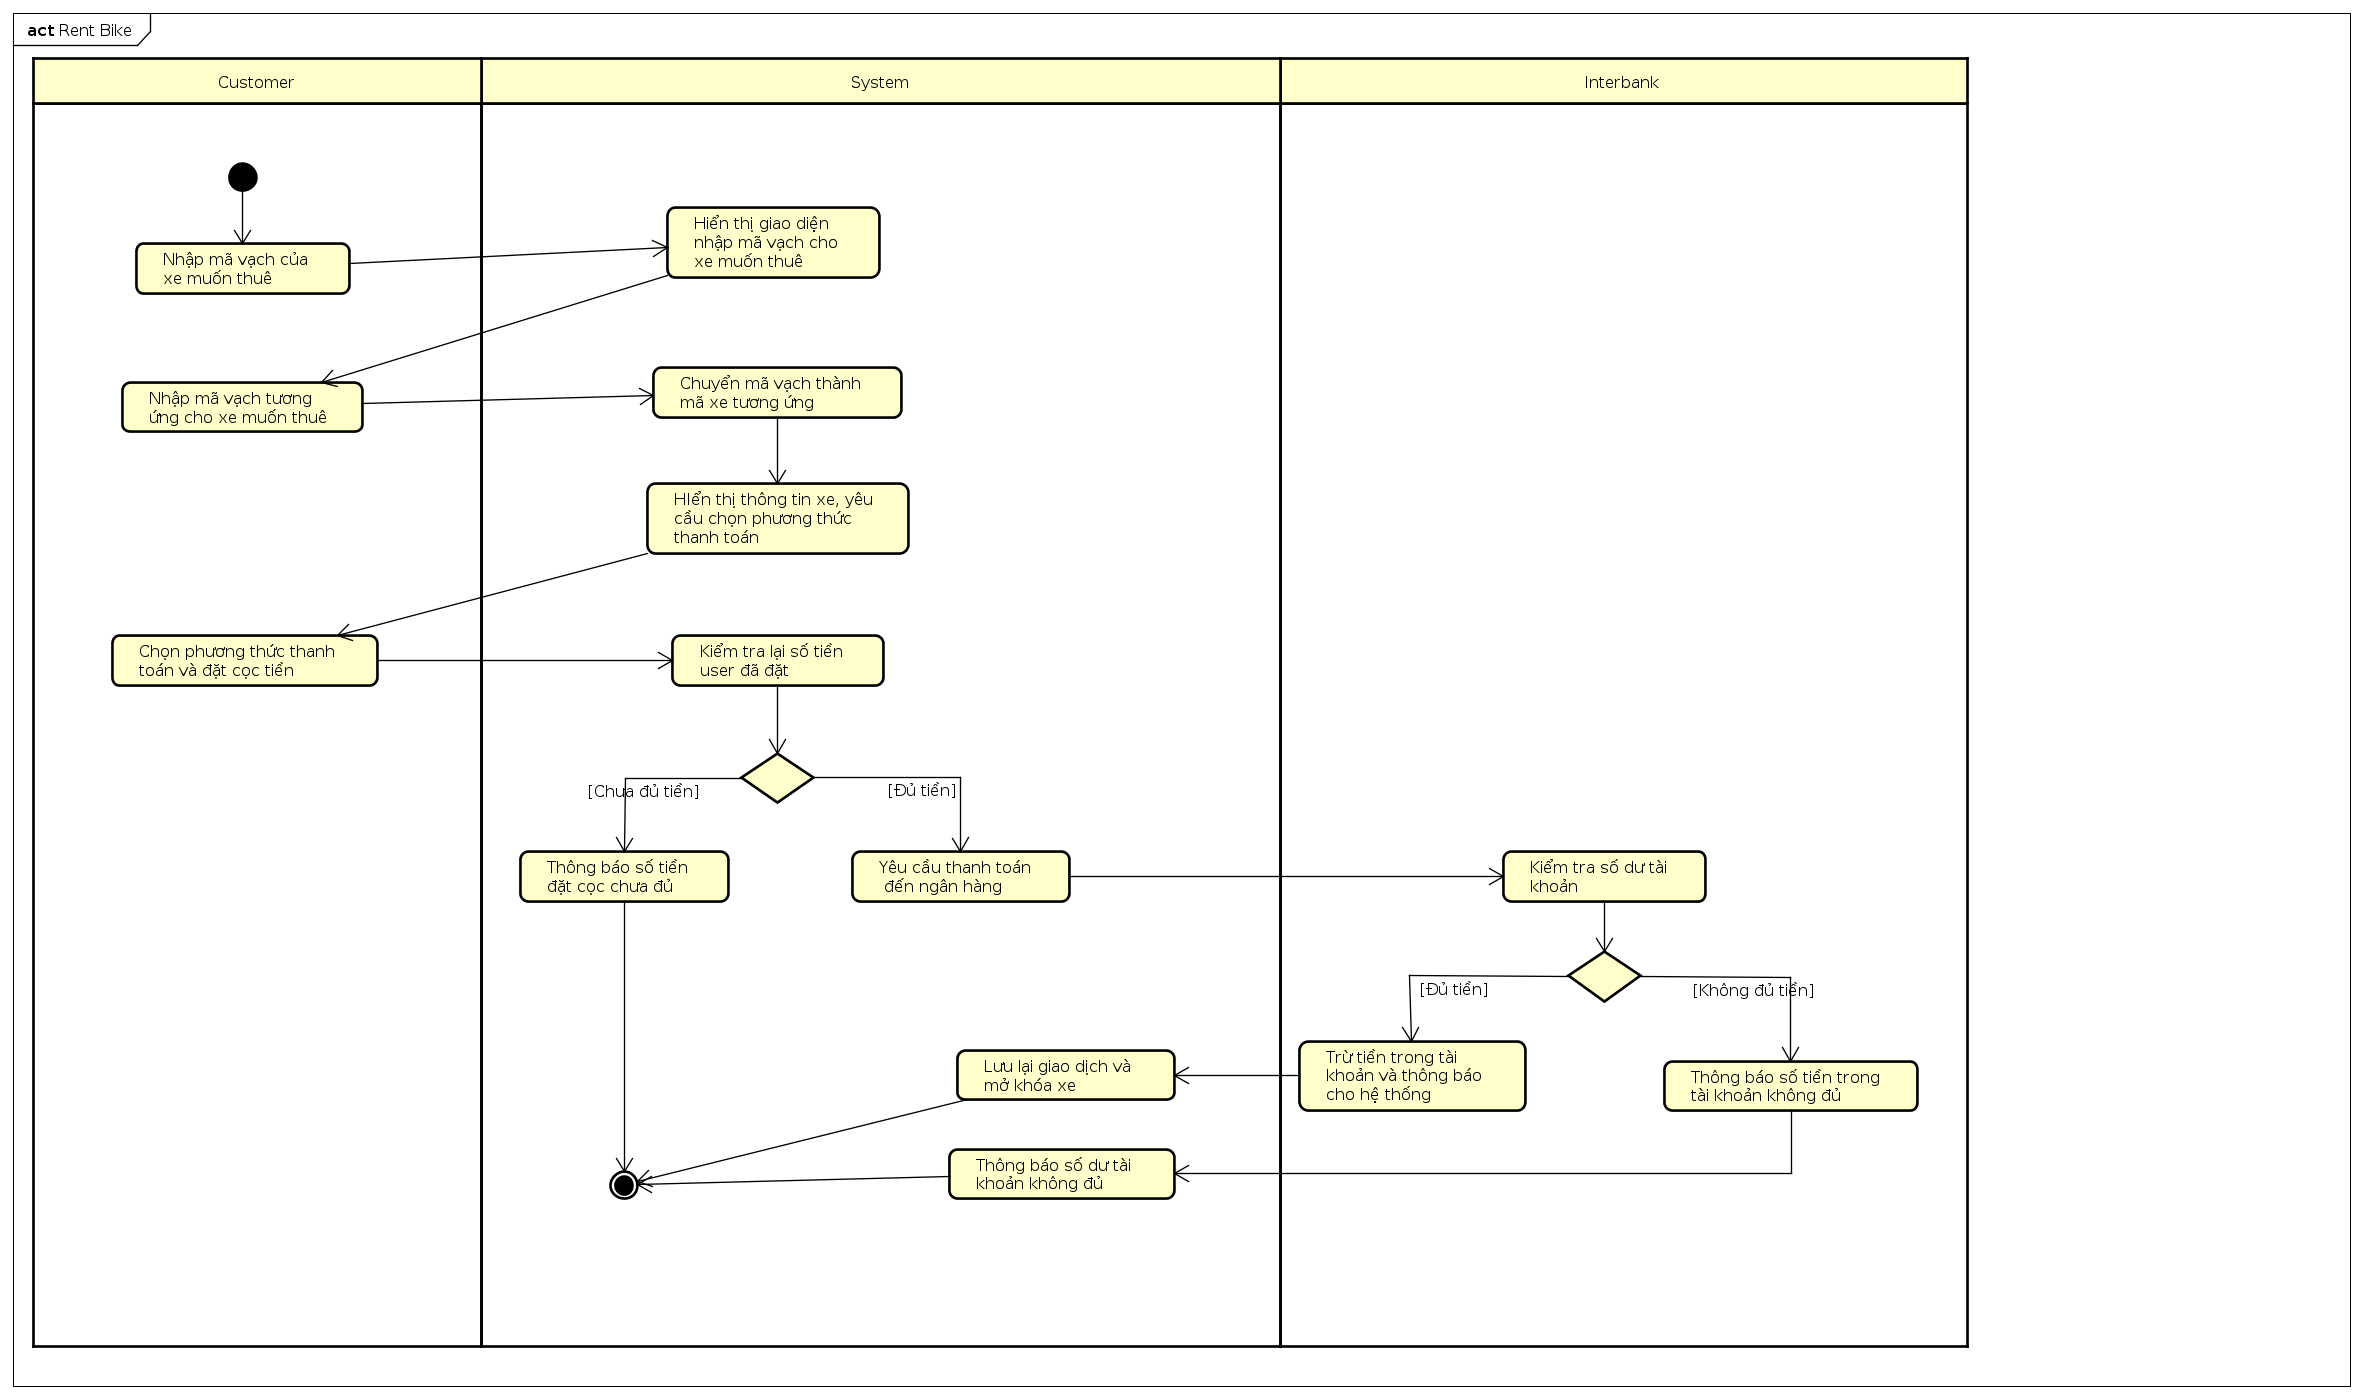 act Rent Bike
Customer
System
Interbank
Nhập mã vạch của
xe muốn thuê
Hiển thị giao diện
nhập mã vạch cho
xe muốn thuê
Nhập mã vạch tương
ứng cho xe muốn thuê
Chuyển mã vạch thành
mã xe tương ứng
HIển thị thông tin xe, yêu
cầu chọn phương thức
thanh toán
Chọn phương thức thanh
toán và đặt cọc tiền
Kiểm tra lại số tiền
user đã đặt
[Chưa đủ tiền]
[Đủ tiền]
Thông báo số tiền
đặt cọc chưa đủ
Yêu cầu thanh toán
đến ngân hàng
Kiểm tra số dư tài
khoản
[Đủ tiền]
[Không đủ tiền]
Lưu lại giao dịch và
mở khóa xe
Trừ tiền trong tài
khoản và thông báo
cho hệ thống
Thông báo số tiền trong
tài khoản không đủ
Thông báo số dư tài
khoản không đủ